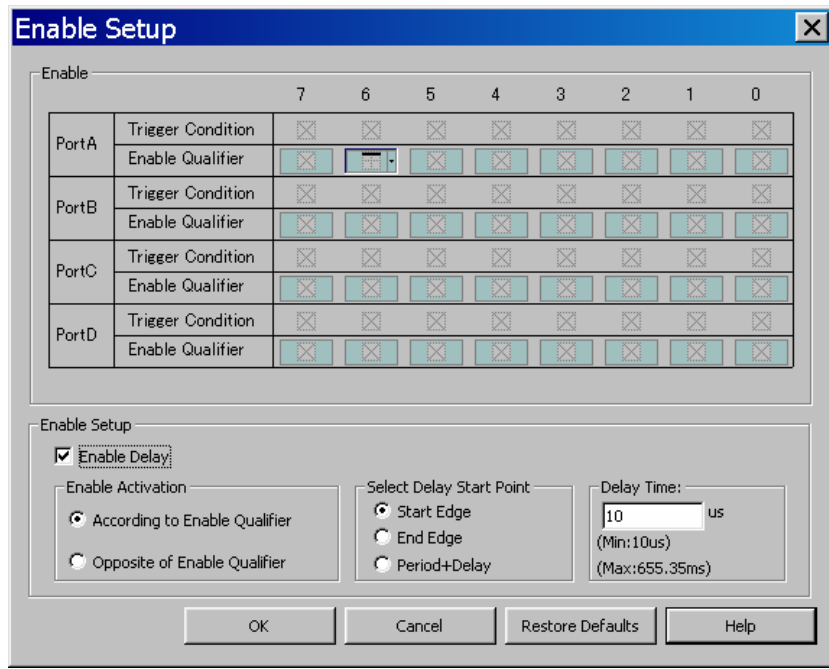 Enable Setup
Enable
7 6 5 4 3 2 1 0
PortA
Trigger Condition
Enable Qualifier
PortB
Trigger Condition
Enable Qualifier
PortC
Trigger Condition
Enable Qualifier
PortD
Trigger Condition
Enable Qualifier
Enable Setup
Enable Delay
Enable Activation
According to Enable Qualifier
Opposite of Enable Qualifier
Select Delay Start Point
Start Edge
End Edge
Period+Delay
Delay Time:
10 us
(Min:10us)
(Max:655.35ms)
OK Cancel Restore Defaults Help